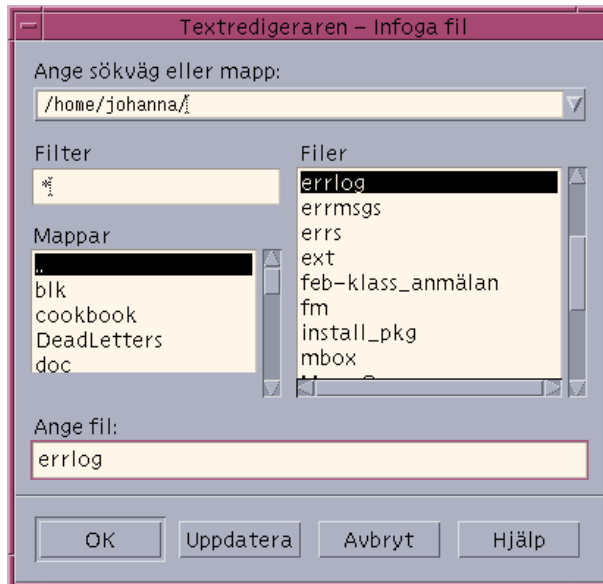 Textredigeraren – Infoga fil
Ange sökväg eller mapp:
/home/johanna/
Filter
*
Mappar
..
blk
cookbook
DeadLetters
doc
Filer
errlog
errmsgs
errs
ext
feb-klass_anmälan
fm
install_pkg
mbox
Ange fil:
errlog
OK
Uppdatera
Avbryt
Hjälp